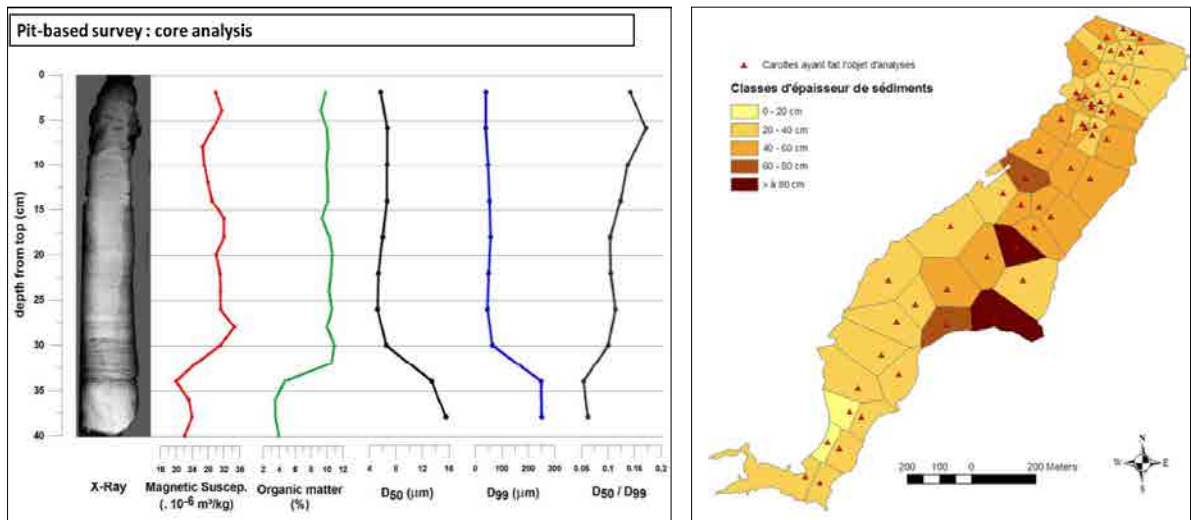 Pit-based survey : core analysis
depth from top (cm)
0
5
10
15
20
25
30
35
40
16 20 24 28 32 36
2 4 6 8 10 12
4 8 12 16
0 100 200 300
0.05 0.1 0.15 0.2
X-Ray
Magnetic Suscep.
(. 10⁻⁶ m³/kg)
Organic matter
(%)
D50 (µm)
D99 (µm)
D50 / D99
Carottes ayant fait l'objet d'analyses
Classes d'épaisseur de sédiments
0 - 20 cm
20 - 40 cm
40 - 60 cm
60 - 80 cm
> à 80 cm
200 100 0 200 Meters
N
W E
S